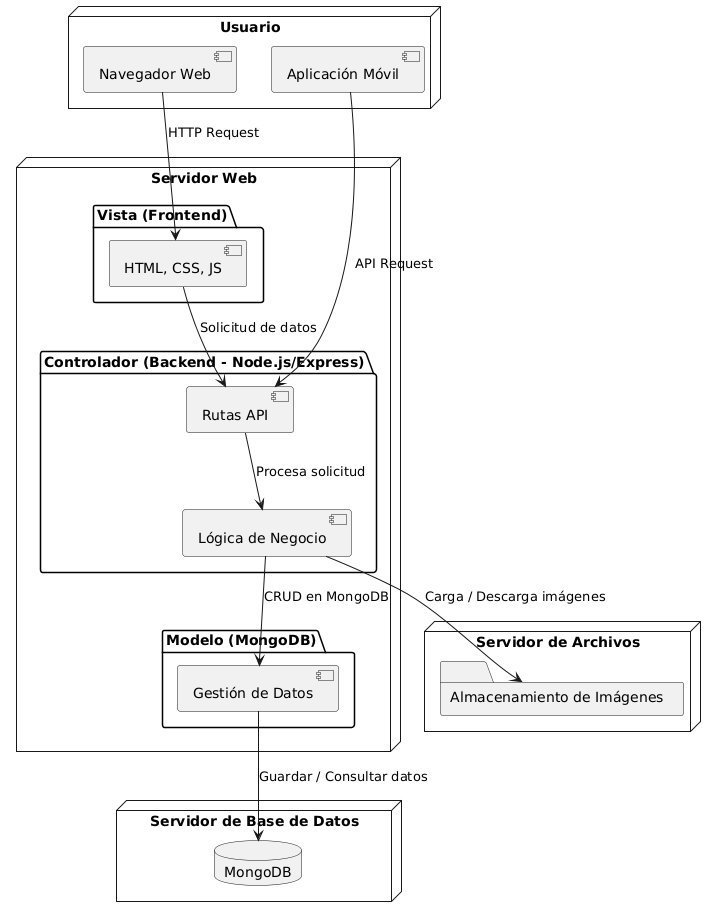 Usuario
Navegador Web
Aplicación Móvil
HTTP Request
Servidor Web
Vista (Frontend)
HTML, CSS, JS
API Request
Solicitud de datos
Controlador (Backend - Node.js/Express)
Rutas API
Procesa solicitud
Lógica de Negocio
CRUD en MongoDB
Carga / Descarga imágenes
Modelo (MongoDB)
Servidor de Archivos
Gestión de Datos
Almacenamiento de Imágenes
Guardar / Consultar datos
Servidor de Base de Datos
MongoDB